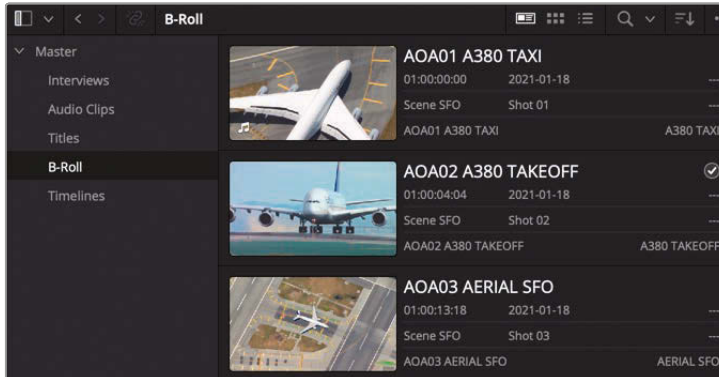 B-Roll
Master
Interviews
Audio Clips
Titles
B-Roll
Timelines
AOA01 A380 TAXI
01:00:00:00 2021-01-18 ---
Scene SFO Shot 01 ---
AOA01 A380 TAXI A380 TAXI
AOA02 A380 TAKEOFF
01:00:04:04 2021-01-18 ---
Scene SFO Shot 02 ---
AOA02 A380 TAKEOFF A380 TAKEOFF
AOA03 AERIAL SFO
01:00:13:18 2021-01-18 ---
Scene SFO Shot 03 ---
AOA03 AERIAL SFO AERIAL SFO